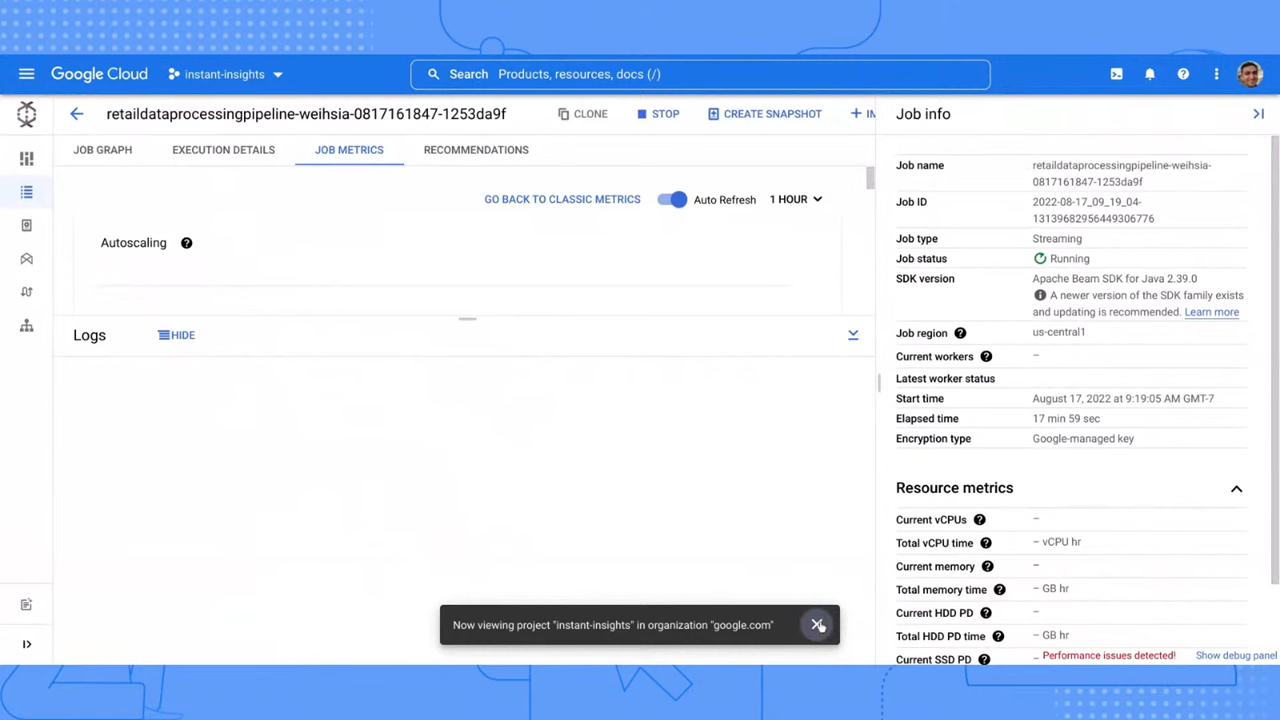 Google Cloud
instant-insights
Search Products, resources, docs (/)
retaildataprocessingpipeline-weihsia-0817161847-1253da9f
CLONE
STOP
CREATE SNAPSHOT
+ IM
Job info
JOB GRAPH
EXECUTION DETAILS
JOB METRICS
RECOMMENDATIONS
GO BACK TO CLASSIC METRICS
Auto Refresh
1 HOUR
Autoscaling
Logs
HIDE
Job name
retaildataprocessingpipeline-weihsia-
0817161847-1253da9f
Job ID
2022-08-17_09_19_04-
13139682956449306776
Job type
Streaming
Job status
Running
SDK version
Apache Beam SDK for Java 2.39.0
A newer version of the SDK family exists
and updating is recommended. Learn more
Job region
us-central1
Current workers
–
Latest worker status
Start time
August 17, 2022 at 9:19:05 AM GMT-7
Elapsed time
17 min 59 sec
Encryption type
Google-managed key
Resource metrics
Current vCPUs
–
Total vCPU time
– vCPU hr
Current memory
–
Total memory time
– GB hr
Current HDD PD
–
Total HDD PD time
– GB hr
Current SSD PD
–
Performance issues detected!
Show debug panel
Now viewing project "instant-insights" in organization "google.com"